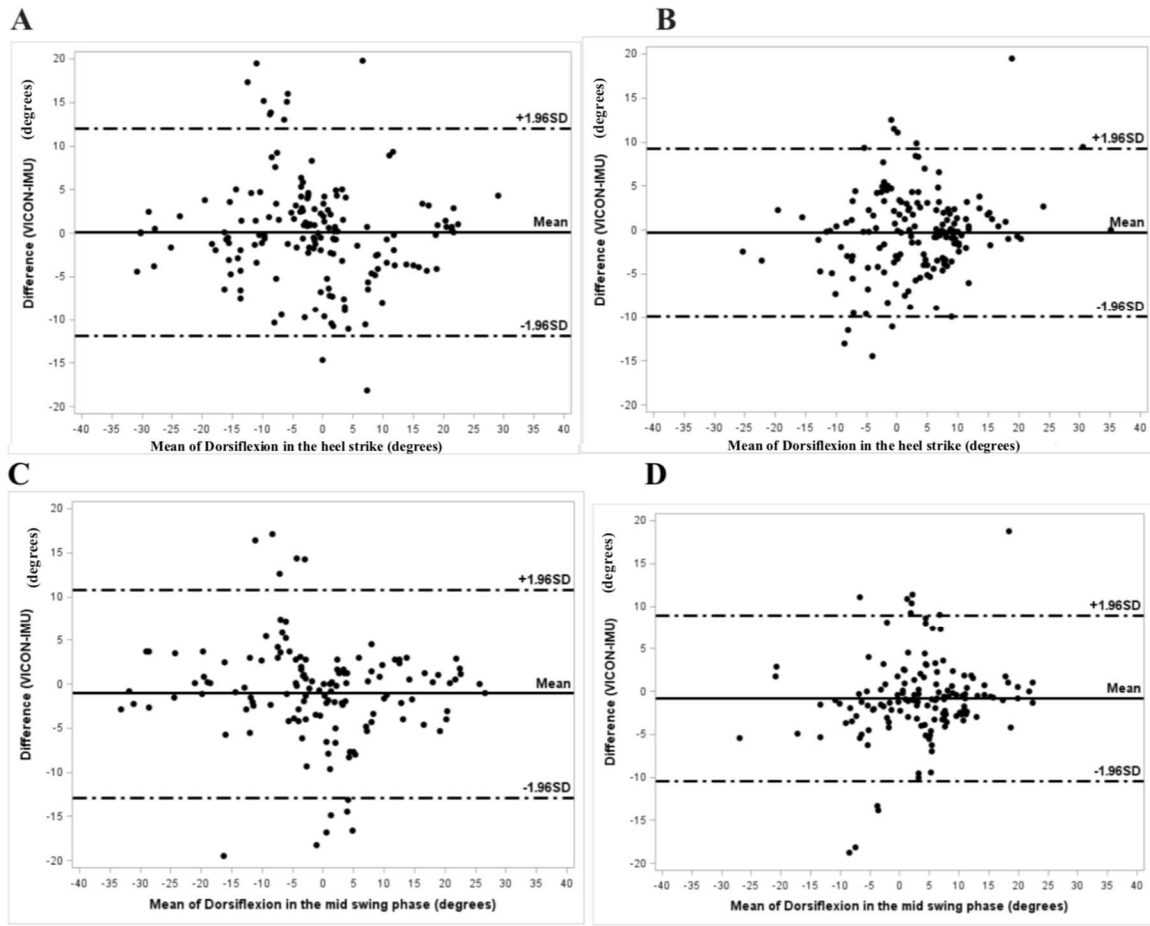 A
20
15
10
5
0
-5
-10
-15
-20
Difference (VICON-IMU) (degrees)
+1.96SD
Mean
-1.96SD
-40 -35 -30 -25 -20 -15 -10 -5 0 5 10 15 20 25 30 35 40
Mean of Dorsiflexion in the heel strike (degrees)
B
20
15
10
5
0
-5
-10
-15
-20
Difference (VICON-IMU) (degrees)
+1.96SD
Mean
-1.96SD
-40 -35 -30 -25 -20 -15 -10 -5 0 5 10 15 20 25 30 35 40
Mean of Dorsiflexion in the heel strike (degrees)
C
20
15
10
5
0
-5
-10
-15
-20
Difference (VICON-IMU) (degrees)
+1.96SD
Mean
-1.96SD
-40 -35 -30 -25 -20 -15 -10 -5 0 5 10 15 20 25 30 35 40
Mean of Dorsiflexion in the mid swing phase (degrees)
D
20
15
10
5
0
-5
-10
-15
-20
Difference (VICON-IMU) (degrees)
+1.96SD
Mean
-1.96SD
-40 -35 -30 -25 -20 -15 -10 -5 0 5 10 15 20 25 30 35 40
Mean of Dorsiflexion in the mid swing phase (degrees)